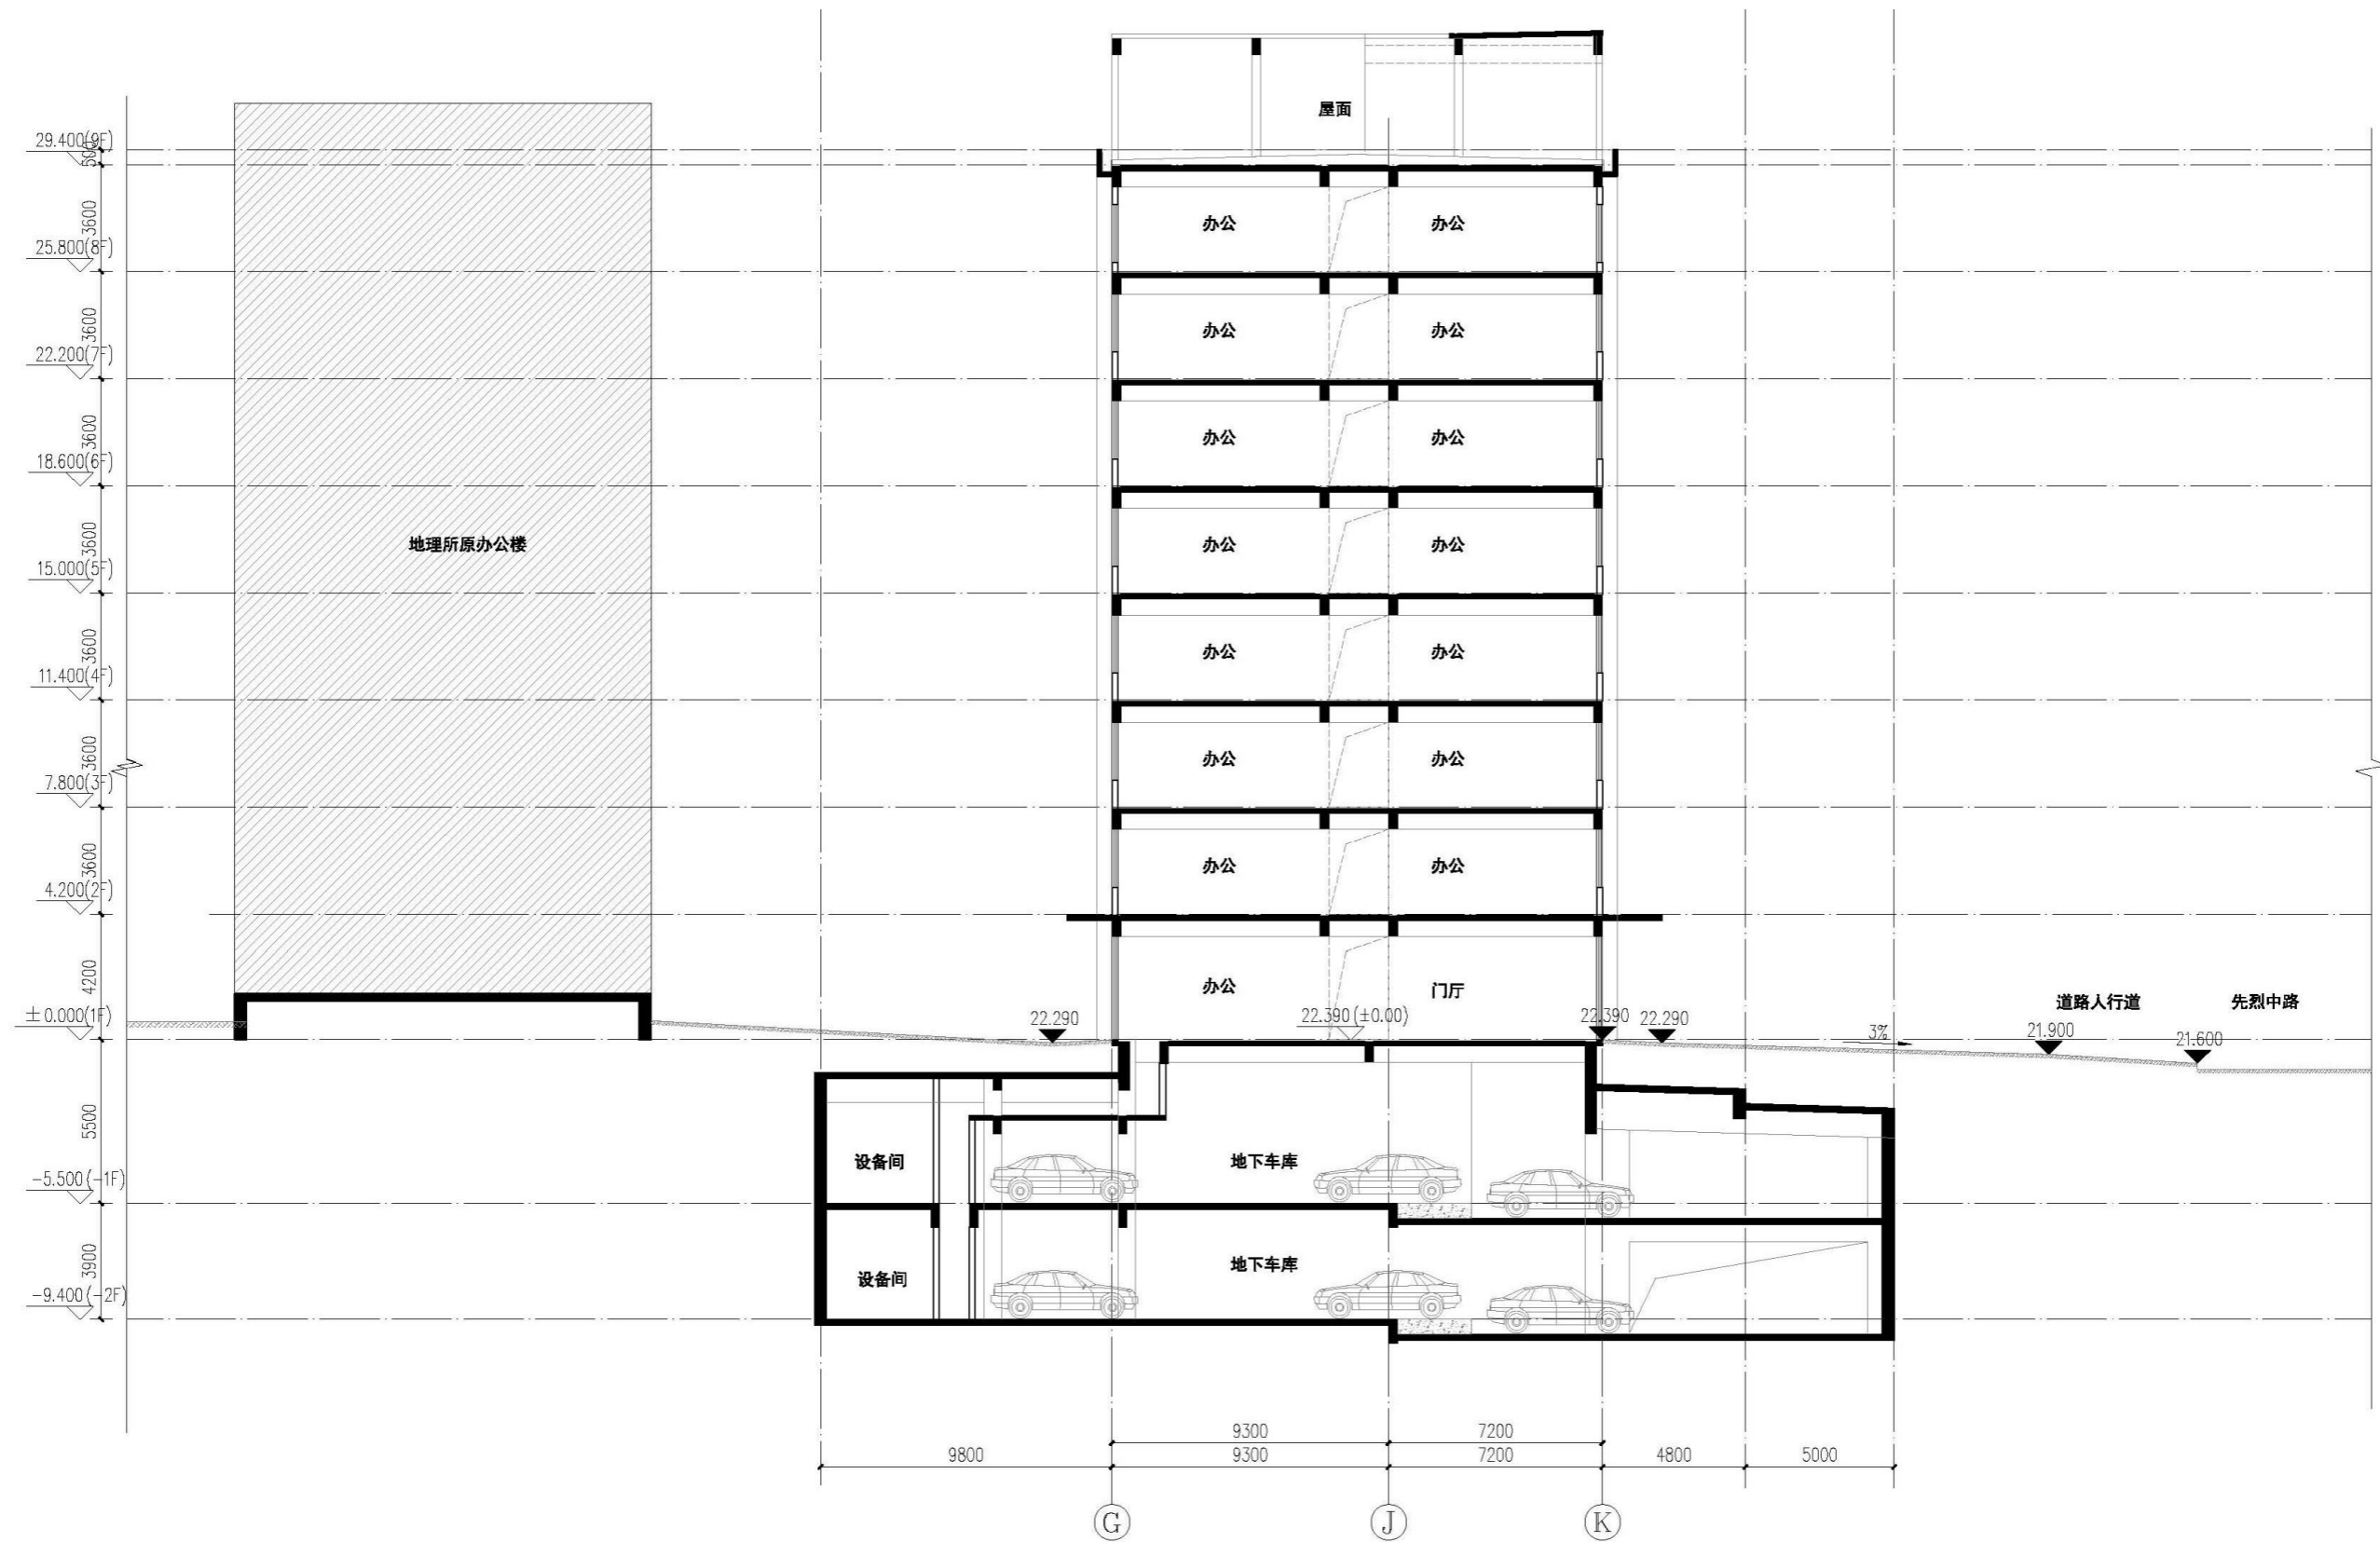 屋面
29.400(9F)
500
3600
办公 办公
25.800(8F)
3600
办公 办公
22.200(7F)
3600
办公 办公
18.600(6F)
3600
地理所原办公楼 办公 办公
15.000(5F)
3600
办公 办公
11.400(4F)
3600
办公 办公
7.800(3F)
3600
办公 办公
4.200(2F)
4200
办公 门厅 道路人行道 先烈中路
±0.000(1F) 22.290 22.390(±0.00) 22.390 22.290 3% 21.900 21.600
5500
设备间 地下车库
-5.500(-1F)
3900
设备间 地下车库
-9.400(-2F)
9300 7200
9800 9300 7200 4800 5000
G J K